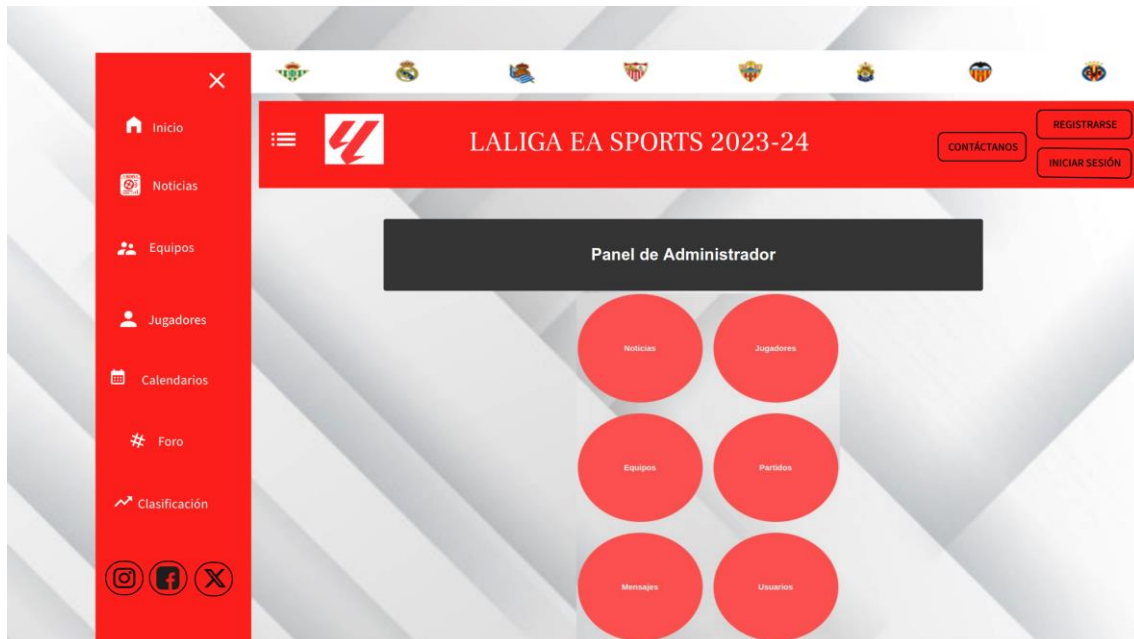 Inicio
Noticias
Equipos
Jugadores
Calendarios
# Foro
Clasificación
LALIGA EA SPORTS 2023-24
CONTÁCTANOS
REGISTRARSE
INICIAR SESIÓN
Panel de Administrador
Noticias
Jugadores
Equipos
Partidos
Mensajes
Usuarios